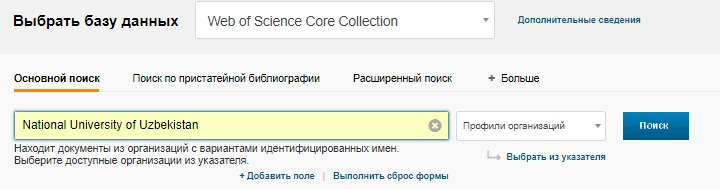 Выбрать базу данных Web of Science Core Collection Дополнительные сведения
Основной поиск Поиск по пристатейной библиографии Расширенный поиск + Больше
National University of Uzbekistan Профили организаций Поиск
Находит документы из организаций с вариантами идентифицированных имен.
Выберите доступные организации из указателя. Выбрать из указателя
+ Добавить поле | Выполнить сброс формы